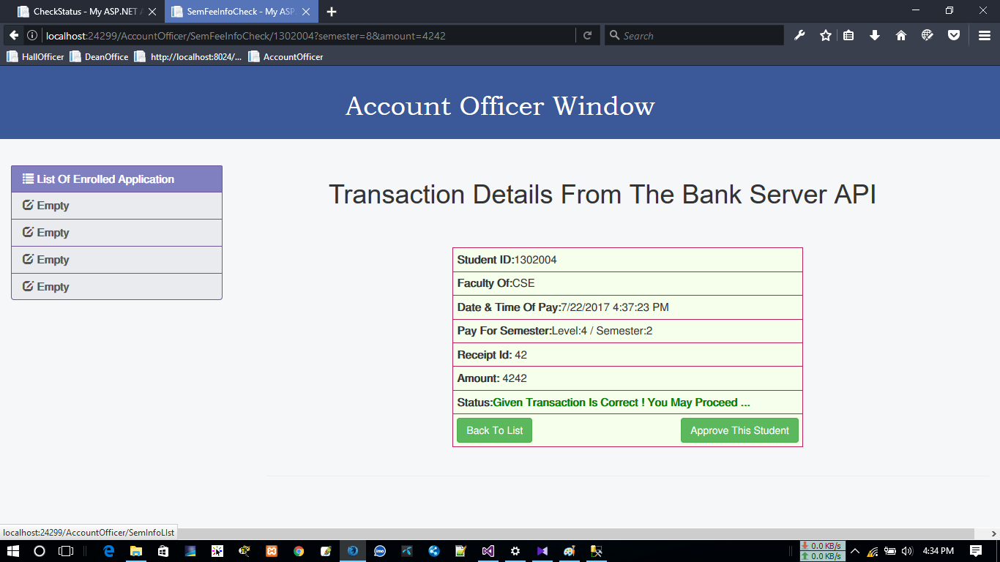 CheckStatus - My ASP.NET A
SemFeeInfoCheck - My ASP.
localhost:24299/AccountOfficer/SemFeeInfoCheck/1302004?semester=8&amount=4242
Search
HallOfficer DeanOffice http://localhost:8024/... AccountOfficer
Account Officer Window
List Of Enrolled Application
Empty
Empty
Empty
Empty
Transaction Details From The Bank Server API
Student ID:1302004
Faculty Of:CSE
Date & Time Of Pay:7/22/2017 4:37:23 PM
Pay For Semester:Level:4 / Semester:2
Receipt Id: 42
Amount: 4242
Status:Given Transaction Is Correct ! You May Proceed ...
Back To List Approve This Student
localhost:24299/AccountOfficer/SemInfoLIst
imo
0.0 KB/s
0.0 KB/s
4:34 PM